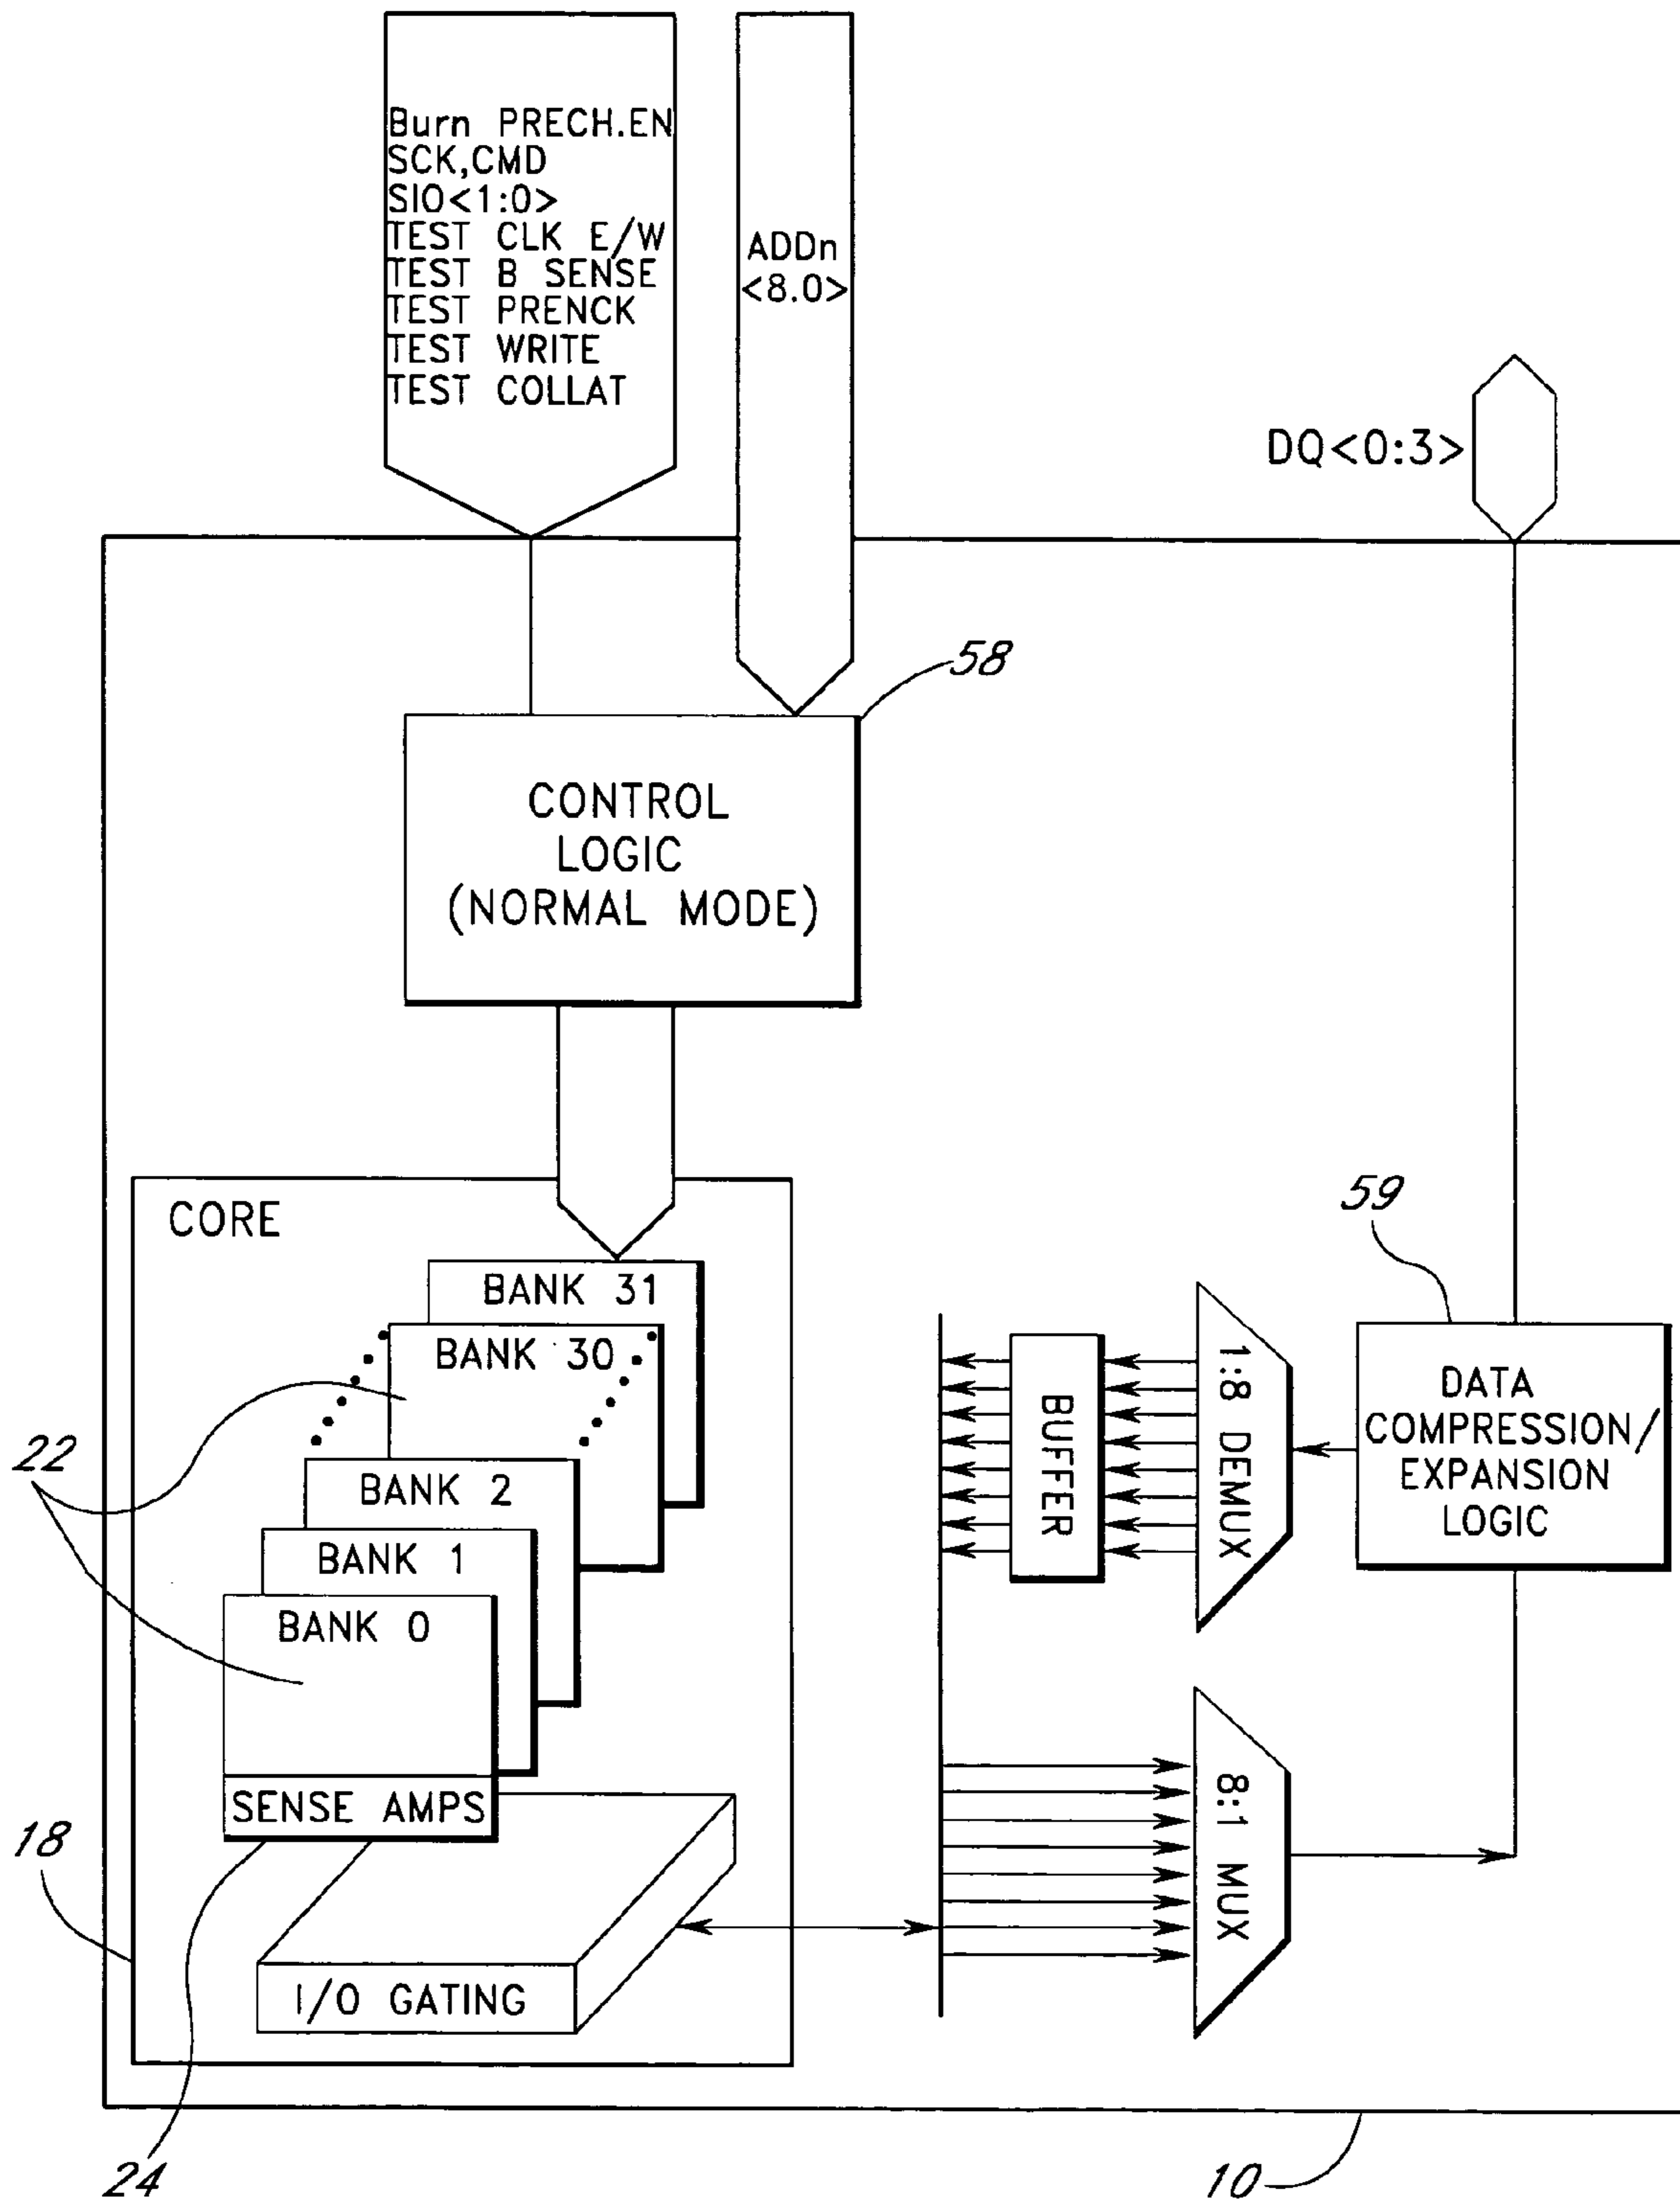 Burn PRECH.EN
SCK,CMD
SIO<1:0>
TEST CLK E/W
TEST B SENSE
TEST PRENCK
TEST WRITE
TEST COLLAT
ADDn
<8.0>
DQ<0:3>
58
CONTROL
LOGIC
(NORMAL MODE)
CORE
BANK 31
BANK 30
BANK 2
BANK 1
BANK 0
SENSE AMPS
I/O GATING
22
18
24
BUFFER
1:8 DEMUX
8:1 MUX
59
DATA
COMPRESSION/
EXPANSION
LOGIC
10